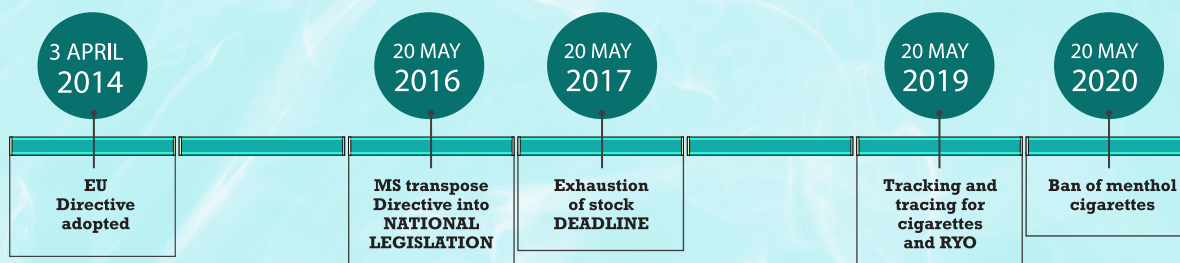 3 APRIL
2014
20 MAY
2016
20 MAY
2017
20 MAY
2019
20 MAY
2020
EU
Directive
adopted
MS transpose
Directive into
NATIONAL
LEGISLATION
Exhaustion
of stock
DEADLINE
Tracking and
tracing for
cigarettes
and RYO
Ban of menthol
cigarettes